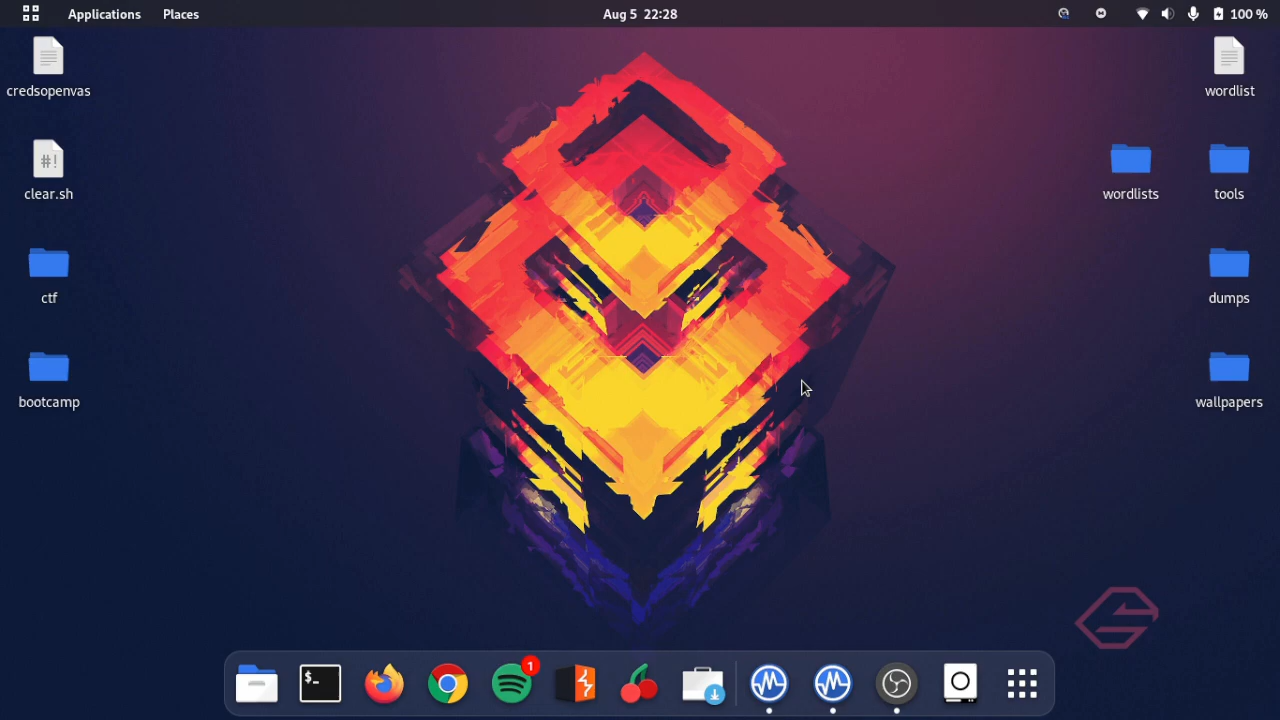 Applications Places Aug 5 22:28 100 %
credsopenvas wordlist
#!
clear.sh wordlists tools
ctf dumps
bootcamp wallpapers
$_ 1